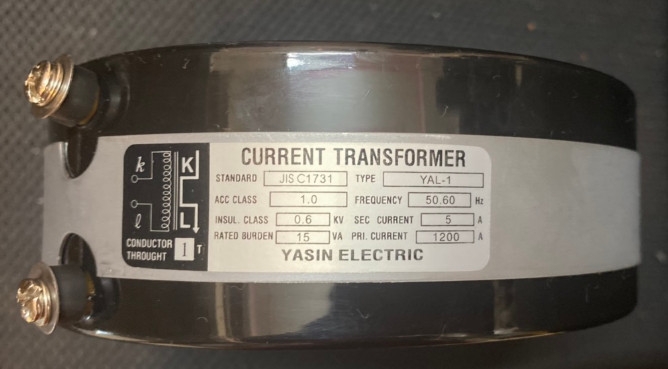 CURRENT TRANSFORMER
STANDARD JIS C1731 TYPE YAL-1
ACC CLASS 1.0 FREQUENCY 50.60 Hz
INSUL. CLASS 0.6 KV SEC CURRENT 5 A
RATED BURDEN 15 VA PRI. CURRENT 1200 A
YASIN ELECTRIC
k K
ℓ L
CONDUCTOR
THROUGHT 1 T